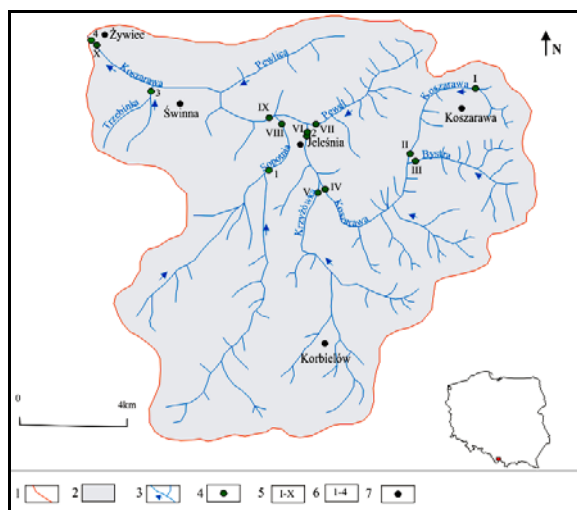 4
Żywiec
X
Koszarawa
Pewlica
N
3
Trzebinka
Świnna
IX
VIII
VI
2
VII
Pewel
Jeleśnia
Koszarawa
I
Koszarawa
II
III
Bystra
Sopotnia
1
V
IV
Krzyżówka
Koszarawa
Korbielów
0
4km
1
2
3
4
5 I-X
6 1-4
7